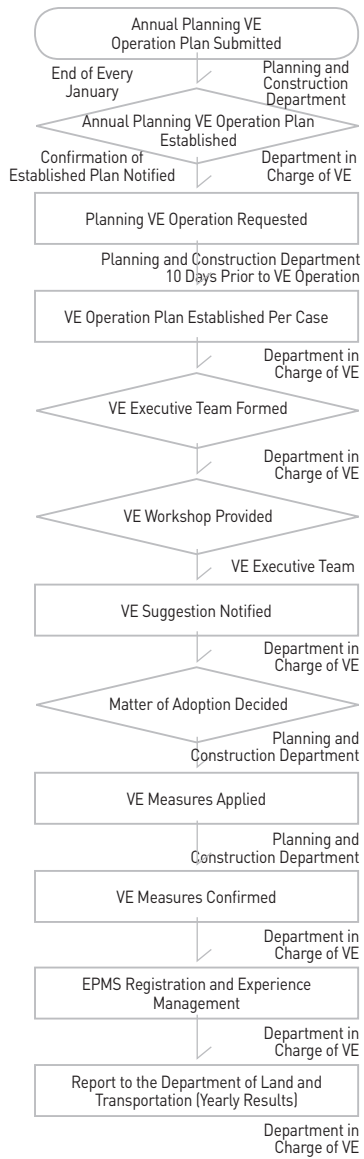 Annual Planning VE
Operation Plan Submitted
End of Every
January
Planning and
Construction
Department
Annual Planning VE Operation Plan
Established
Confirmation of
Established Plan Notified
Department in
Charge of VE
Planning VE Operation Requested
Planning and Construction Department
10 Days Prior to VE Operation
VE Operation Plan Established Per Case
Department in
Charge of VE
VE Executive Team Formed
Department in
Charge of VE
VE Workshop Provided
VE Executive Team
VE Suggestion Notified
Department in
Charge of VE
Matter of Adoption Decided
Planning and
Construction Department
VE Measures Applied
Planning and
Construction Department
VE Measures Confirmed
Department in
Charge of VE
EPMS Registration and Experience
Management
Department in
Charge of VE
Report to the Department of Land and
Transportation (Yearly Results)
Department in
Charge of VE